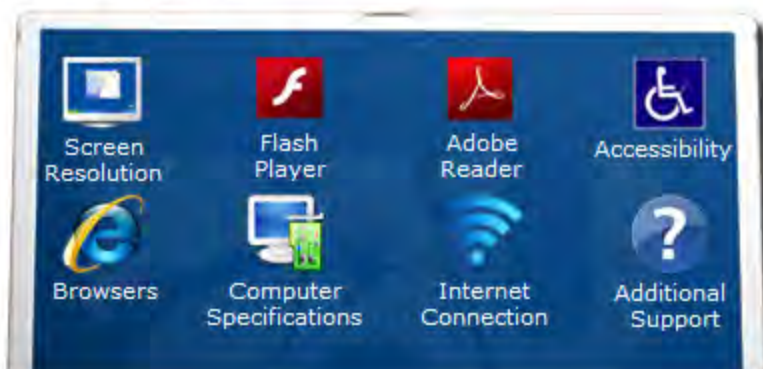 Screen
Resolution
Flash
Player
Adobe
Reader
Accessibility
Browsers
Computer
Specifications
Internet
Connection
Additional
Support